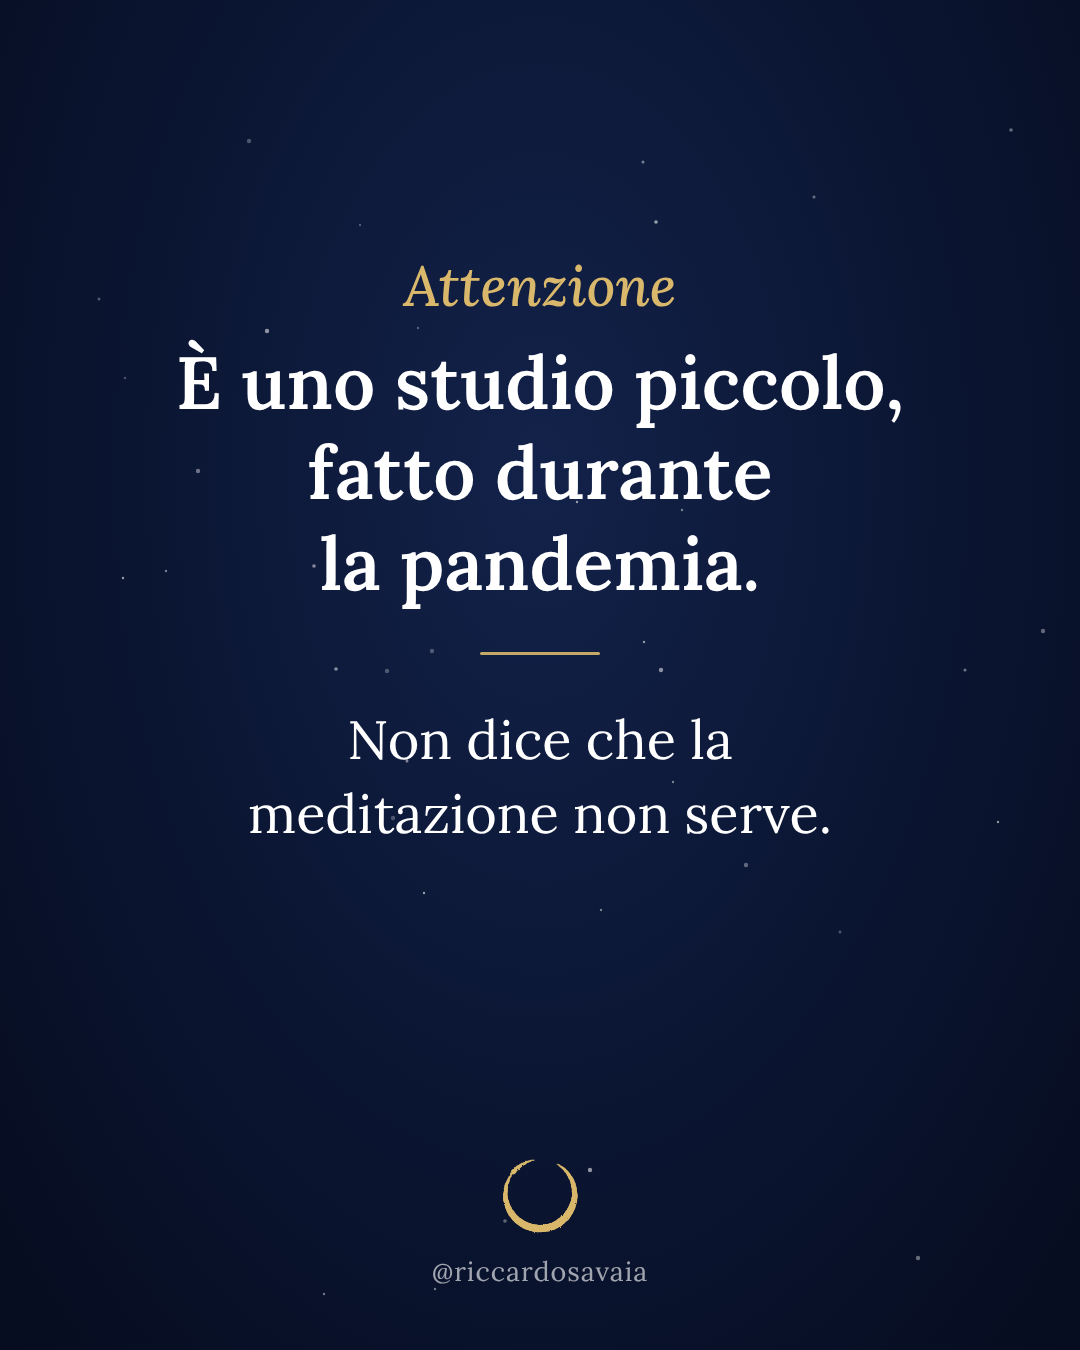 Attenzione
È uno studio piccolo,
fatto durante
la pandemia.
Non dice che la
meditazione non serve.
@riccardosavaia